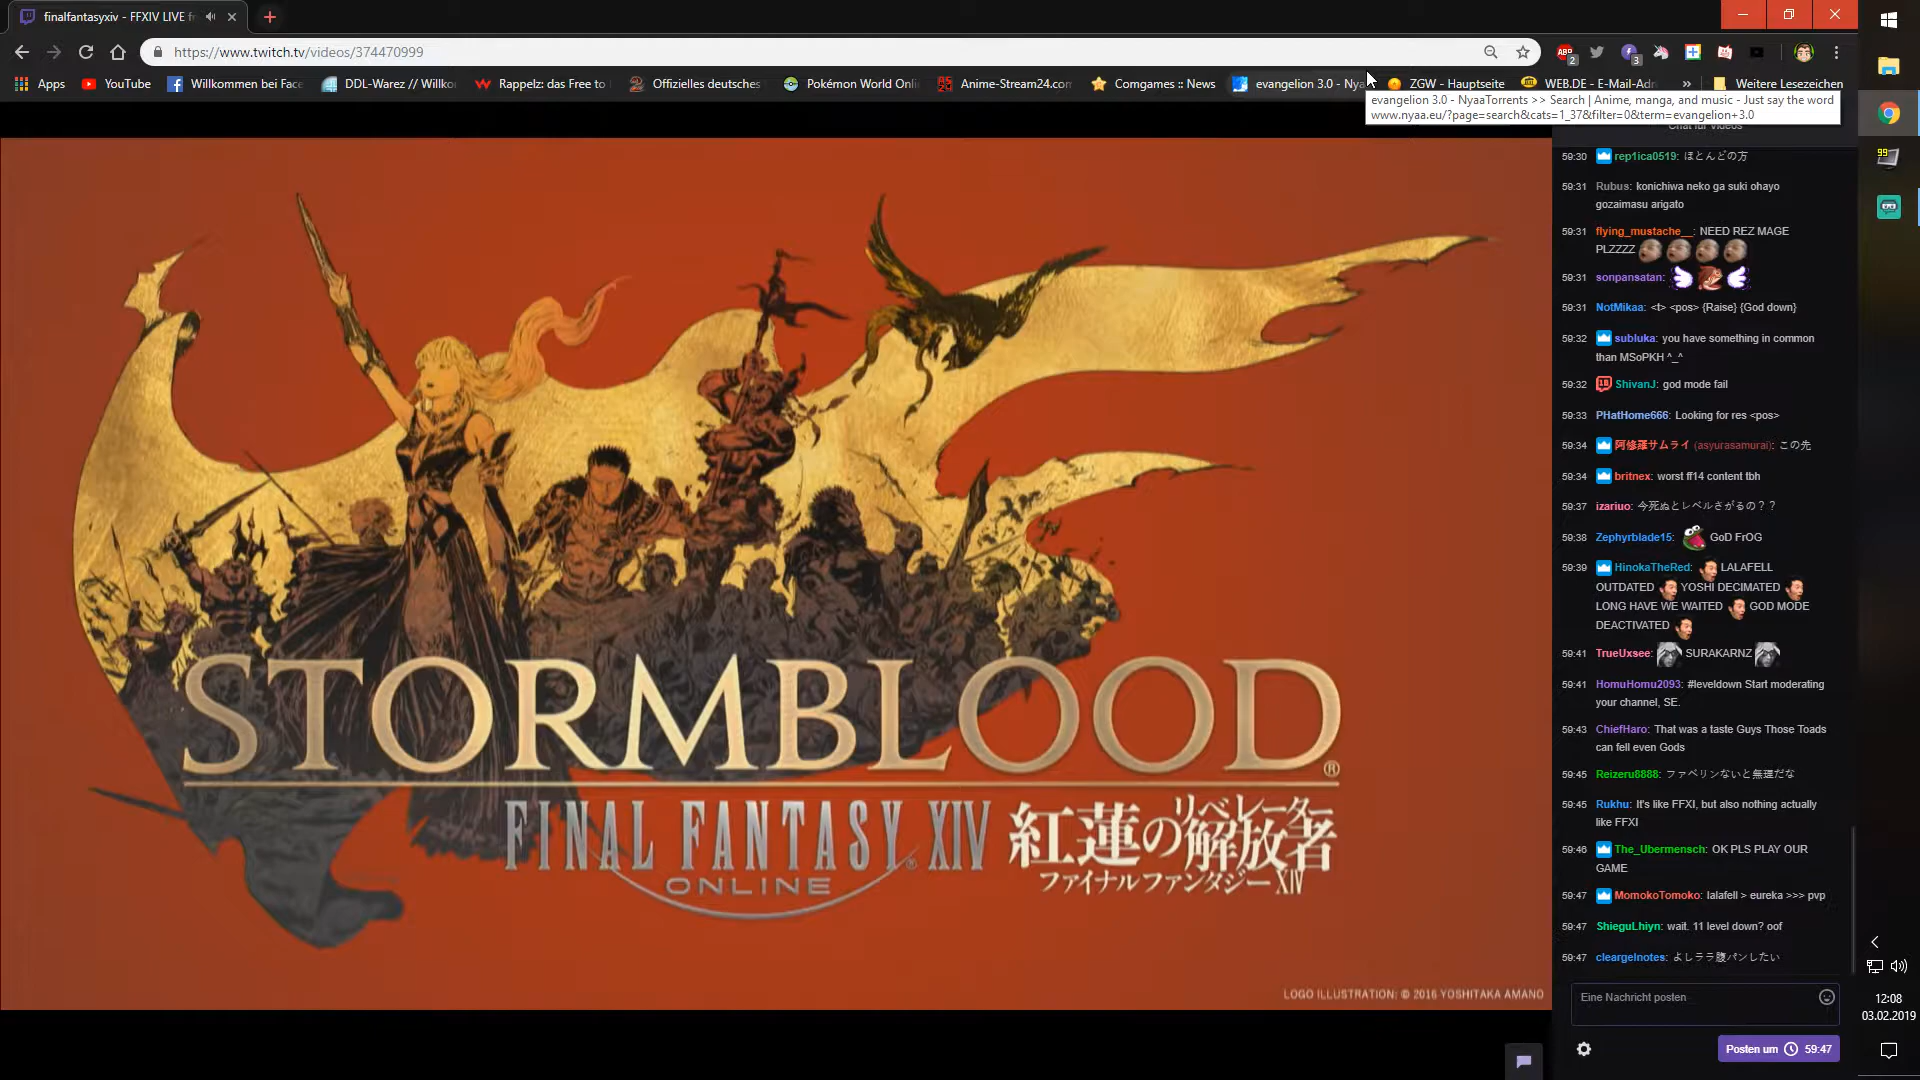 finalfantasyxiv - FFXIV LIVE fr
https://www.twitch.tv/videos/374470999
2
3
Apps
YouTube
Willkommen bei Face
DDL-Warez // Willko
Rappelz: das Free to
Offizielles deutsches
Pokémon World Onli
Anime-Stream24.com
Comgames :: News
evangelion 3.0 - Nya
ZGW - Hauptseite
WEB.DE - E-Mail-Adr
»
Weitere Lesezeichen
evangelion 3.0 - NyaaTorrents >> Search | Anime, manga, and music - Just say the word
www.nyaa.eu/?page=search&cats=1_37&filter=0&term=evangelion+3.0
Chat für Videos
STORMBLOOD®
FINAL FANTASY® XIV
ONLINE
リベレーター
紅蓮の解放者
ファイナルファンタジーXIV
LOGO ILLUSTRATION: © 2016 YOSHITAKA AMANO
59:30 rep1ica0519: ほとんどの方
59:31 Rubus: konichiwa neko ga suki ohayo
gozaimasu arigato
59:31 flying_mustache__: NEED REZ MAGE
PLZZZZ
59:31 sonpansatan:
59:31 NotMikaa: <t> <pos> {Raise} {God down}
59:32 subluka: you have something in common
than MSoPKH ^_^
59:32 ShivanJ: god mode fail
59:33 PHatHome666: Looking for res <pos>
59:34 阿修羅サムライ (asyurasamurai): この先
59:34 britnex: worst ff14 content tbh
59:37 izariuo: 今死ぬとレベルさがるの？？
59:38 Zephyrblade15: GoD FrOG
59:39 HinokaTheRed: LALAFELL
OUTDATED YOSHI DECIMATED
LONG HAVE WE WAITED GOD MODE
DEACTIVATED
59:41 TrueUxsee: SURAKARNZ
59:41 HomuHomu2093: #leveldown Start moderating
your channel, SE.
59:43 ChiefHaro: That was a taste Guys Those Toads
can fell even Gods
59:45 Reizeru8888: ファベリンないと無理だな
59:45 Rukhu: It's like FFXI, but also nothing actually
like FFXI
59:46 The_Ubermensch: OK PLS PLAY OUR
GAME
59:47 MomokoTomoko: lalafell > eureka >>> pvp
59:47 ShieguLhiyn: wait. 11 level down? oof
59:47 cleargelnotes: よしララ腹パンしたい
Eine Nachricht posten
Posten um 59:47
99
12:08
03.02.2019